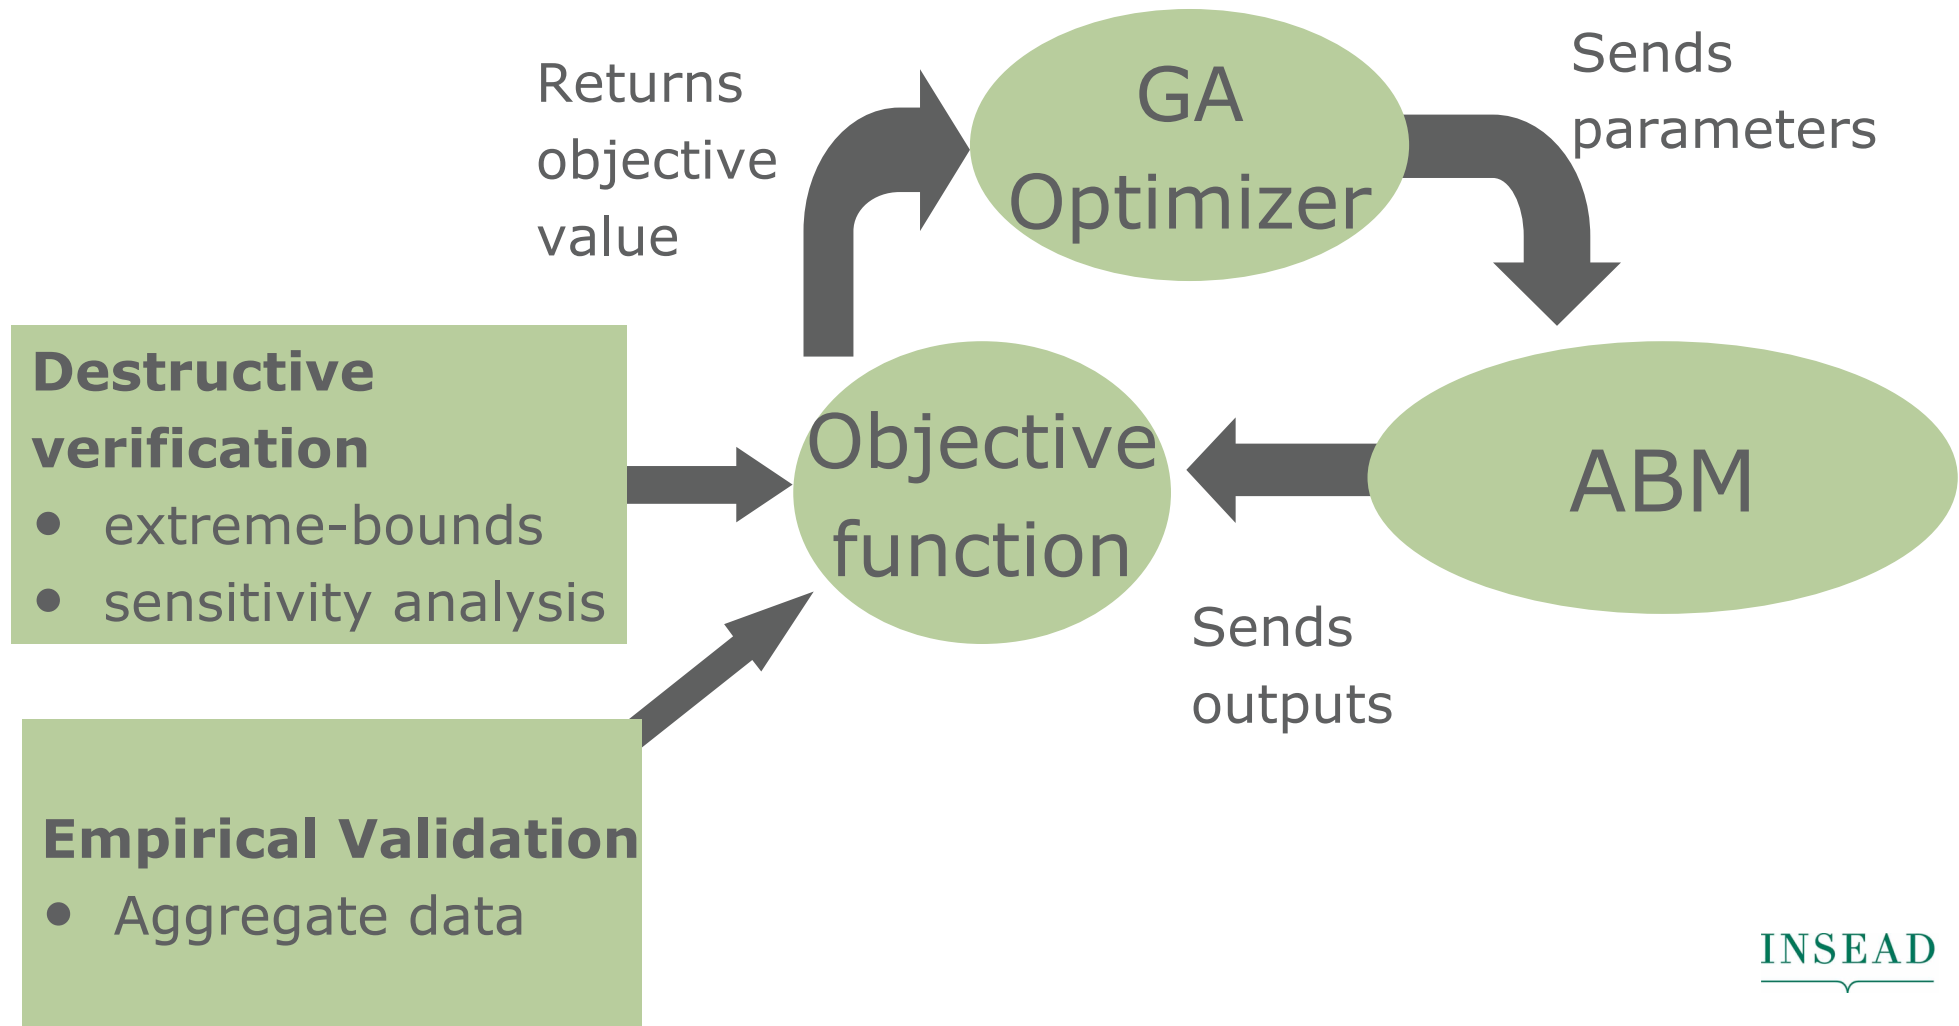 Returns
objective
value
GA
Optimizer
Sends
parameters
Destructive
verification
• extreme-bounds
• sensitivity analysis
Objective
function
ABM
Sends
outputs
Empirical Validation
• Aggregate data
INSEAD